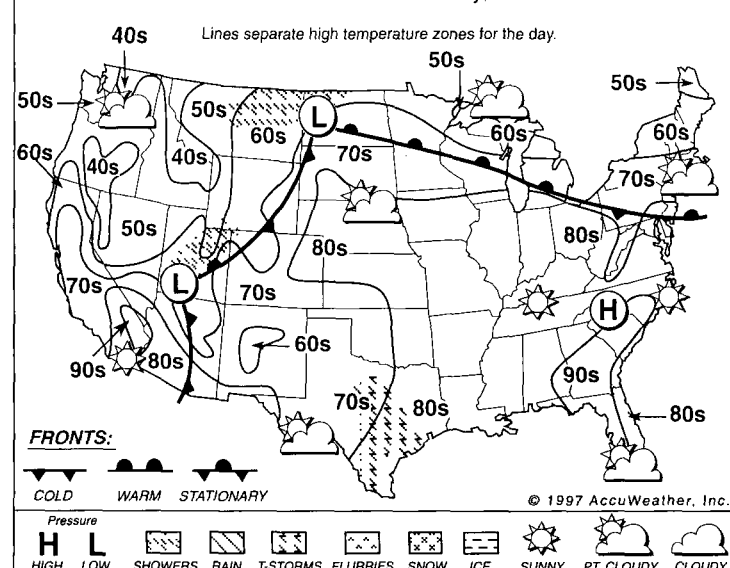 Lines separate high temperature zones for the day.
40s
50s
50s
50s
50s
60s
60s
60s
60s
40s
40s
L
70s
70s
50s
80s
80s
L
70s
70s
H
60s
90s
80s
90s
70s
80s
80s
FRONTS:
COLD WARM STATIONARY
© 1997 AccuWeather, Inc.
Pressure
H L
HIGH LOW SHOWERS RAIN T-STORMS FLURRIES SNOW ICE SUNNY PT. CLOUDY CLOUDY